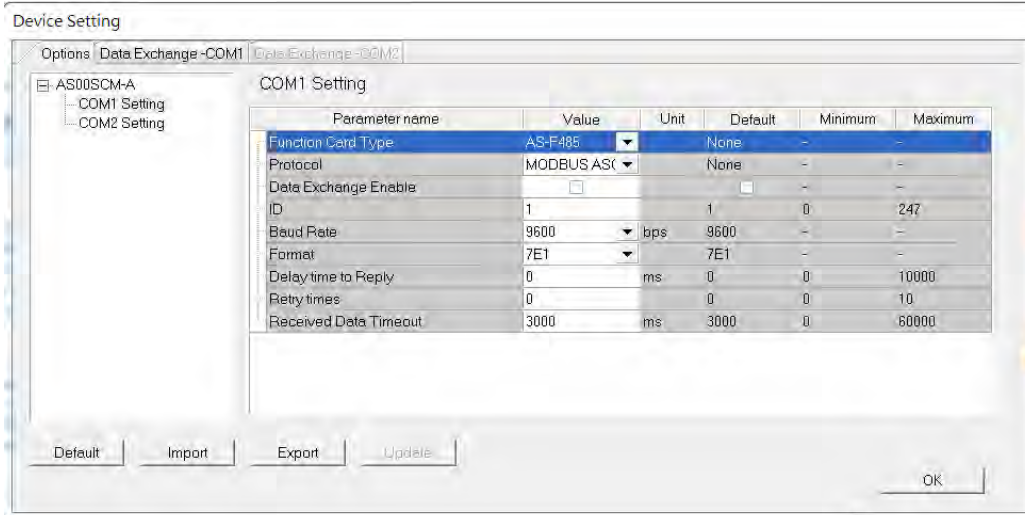 Device Setting
Options Data Exchange -COM1 Data Exchange -COM2
AS00SCM-A
COM1 Setting
COM2 Setting
COM1 Setting
Parameter name Value Unit Default Minimum Maximum
Function Card Type AS-F485 None - -
Protocol MODBUS AS( None - -
Data Exchange Enable - -
ID 1 1 0 247
Baud Rate 9600 bps 9600 - -
Format 7E1 7E1 - -
Delay time to Reply 0 ms 0 0 10000
Retry times 0 0 0 10
Received Data Timeout 3000 ms 3000 0 60000
Default Import Export Update
OK